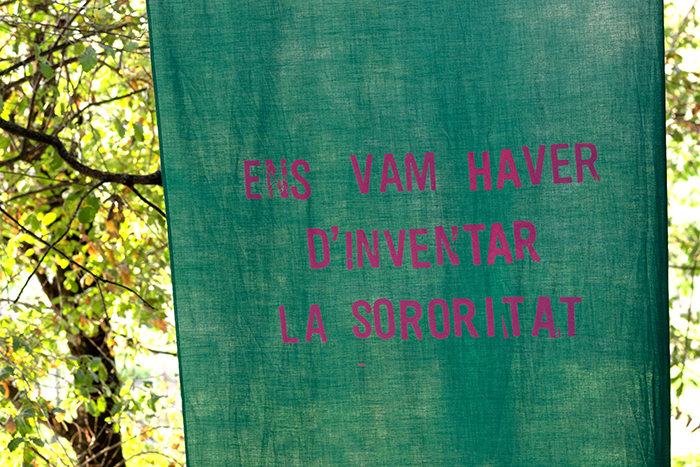 ENS VAM HAVER
D'INVENTAR
LA SORORITAT